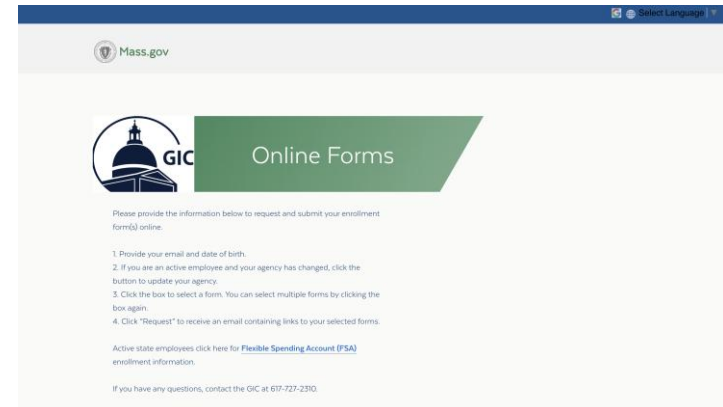 Select Language
Mass.gov
GIC
Online Forms
Please provide the information below to request and submit your enrollment
form(s) online.
1. Provide your email and date of birth.
2. If you are an active employee and your agency has changed, click the
button to update your agency.
3. Click the box to select a form. You can select multiple forms by clicking the
box again.
4. Click "Request" to receive an email containing links to your selected forms.
Active state employees click here for Flexible Spending Account (FSA)
enrollment information.
If you have any questions, contact the GIC at 617-727-2310.